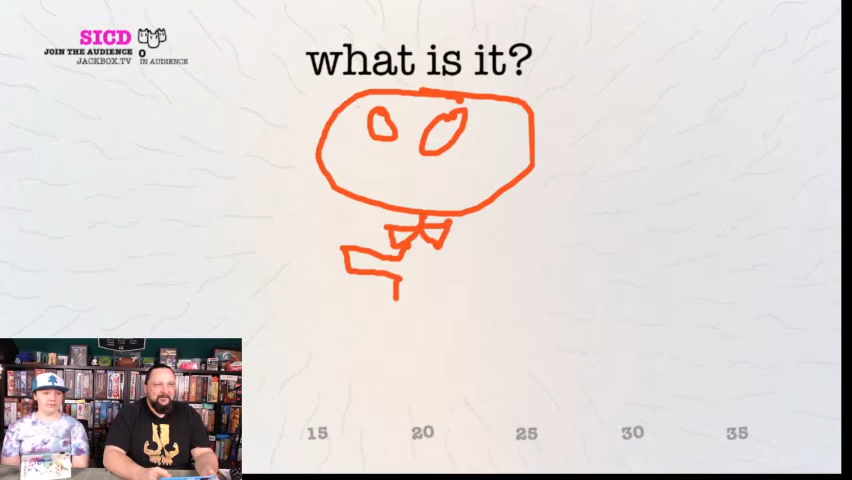 SICD
JOIN THE AUDIENCE
JACKBOX.TV
0
IN AUDIENCE
what is it?
15 20 25 30 35